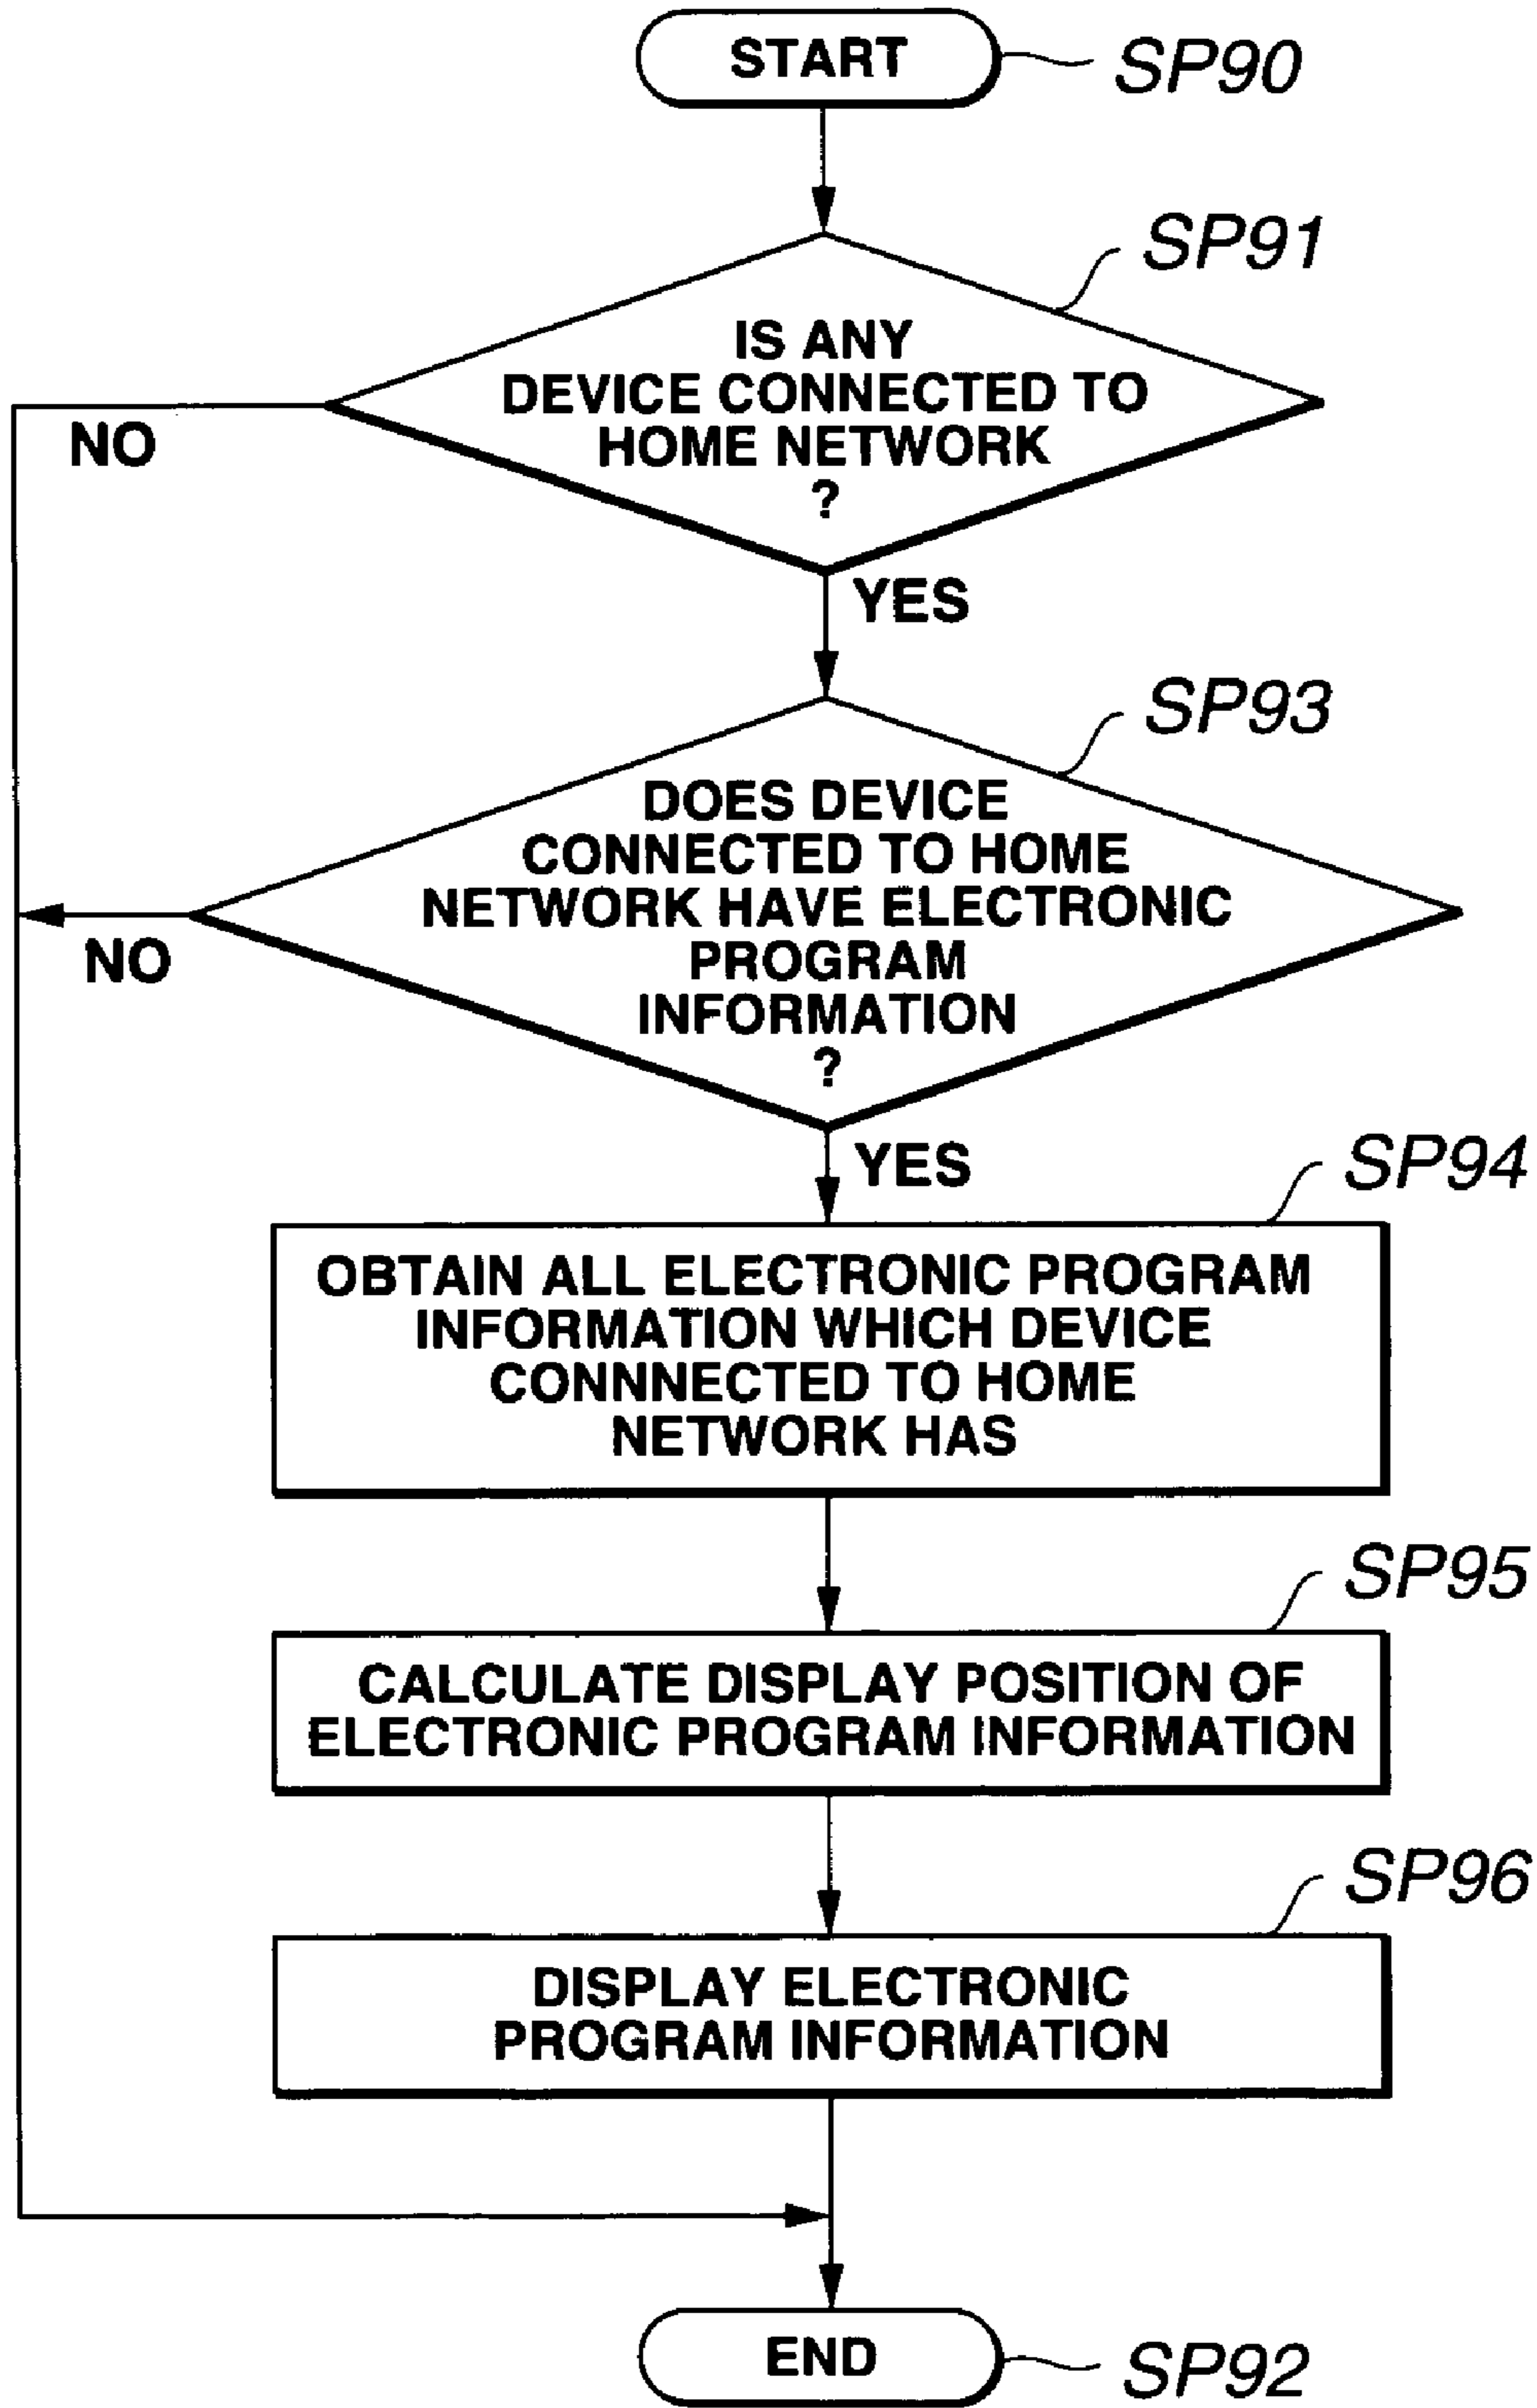 START
SP90
SP91
IS ANY
DEVICE CONNECTED TO
HOME NETWORK
?
NO
YES
SP93
DOES DEVICE
CONNECTED TO HOME
NETWORK HAVE ELECTRONIC
PROGRAM
INFORMATION
?
NO
YES
SP94
OBTAIN ALL ELECTRONIC PROGRAM
INFORMATION WHICH DEVICE
CONNNECTED TO HOME
NETWORK HAS
SP95
CALCULATE DISPLAY POSITION OF
ELECTRONIC PROGRAM INFORMATION
SP96
DISPLAY ELECTRONIC
PROGRAM INFORMATION
END
SP92